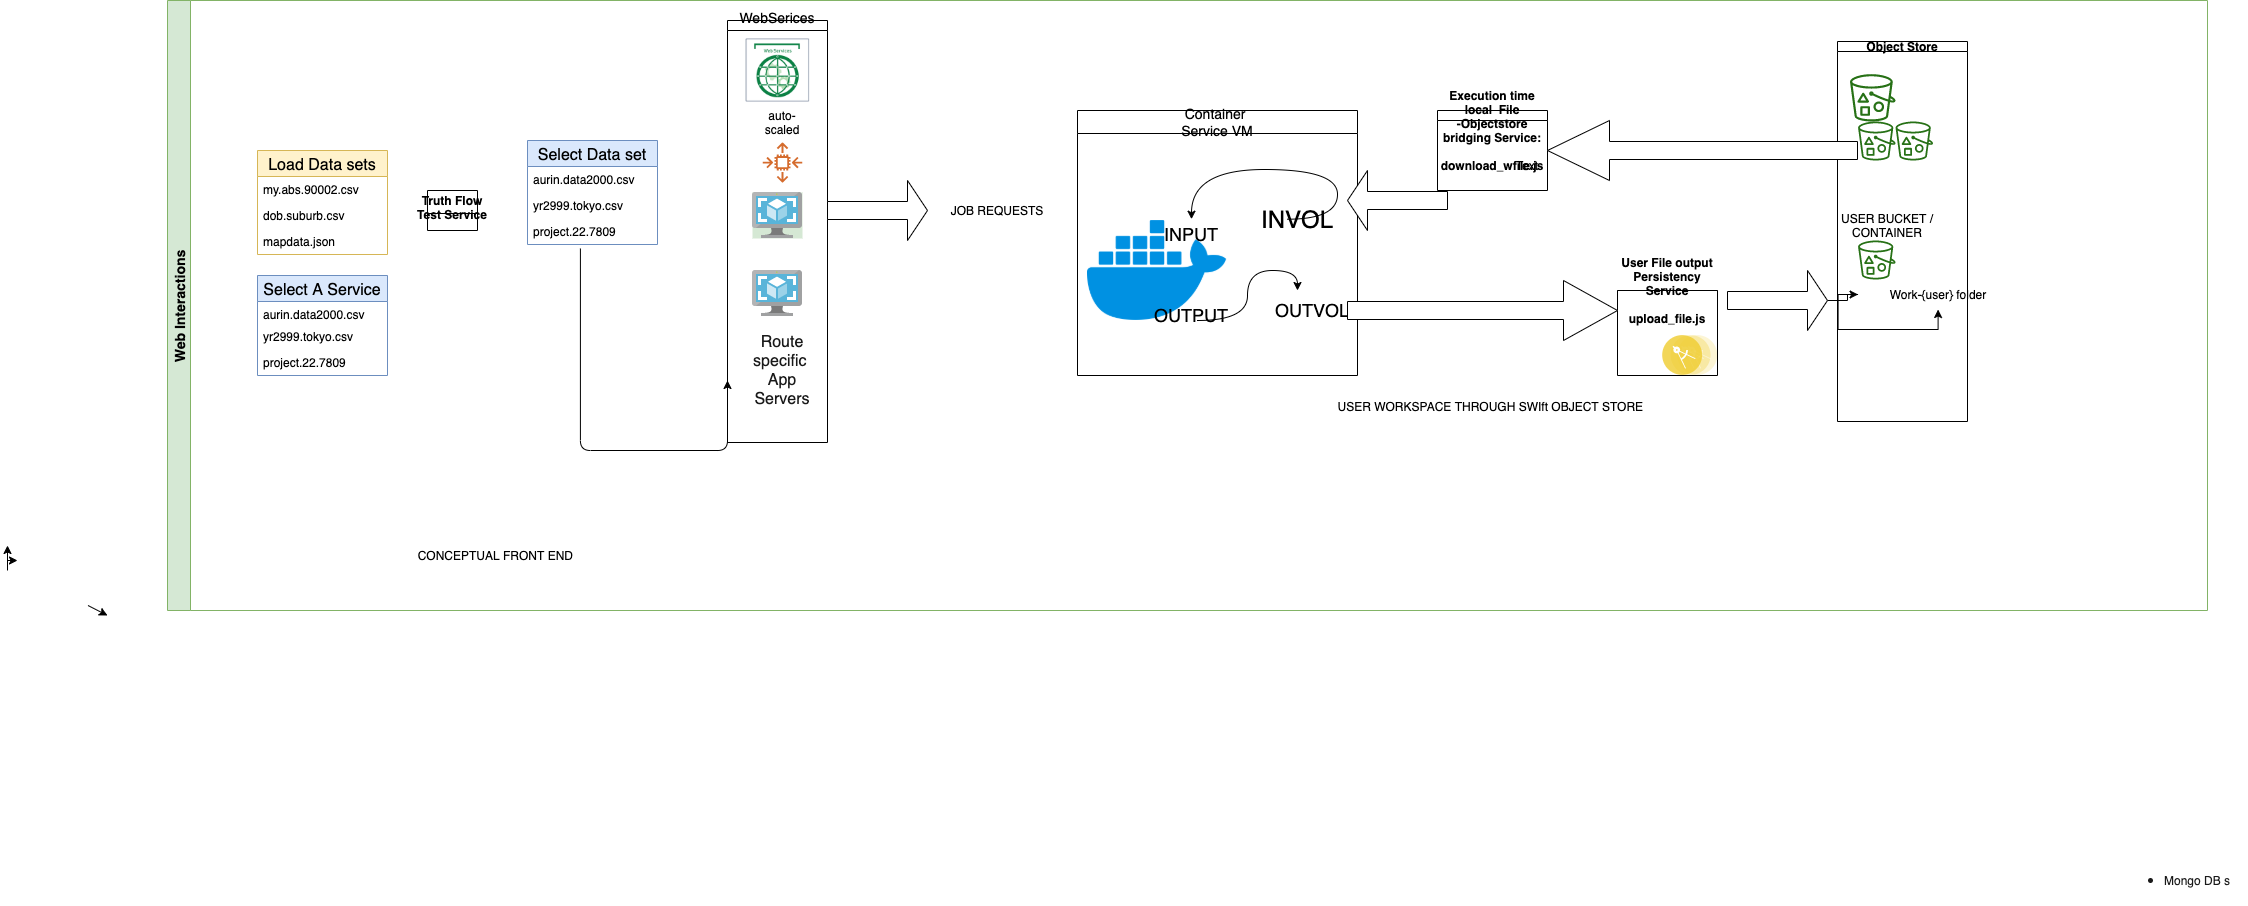 Web Interactions
Load Data sets
my.abs.90002.csv
dob.suburb.csv
mapdata.json
Select A Service
aurin.data2000.csv
yr2999.tokyo.csv
project.22.7809
Truth Flow
Test Service
Select Data set
aurin.data2000.csv
yr2999.tokyo.csv
project.22.7809
CONCEPTUAL FRONT END
WebSerices
Web Services
auto-
scaled
Route
specific
App
Servers
JOB REQUESTS
Container
Service VM
INPUT
INVOL
OUTPUT
OUTVOL
Execution time
local File
-Objectstore
bridging Service:
download_wfile.js
Text
User File output
Persistency
Service
upload_file.js
USER WORKSPACE THROUGH SWIft OBJECT STORE
Object Store
USER BUCKET /
CONTAINER
Work-{user} folder
Mongo DB s